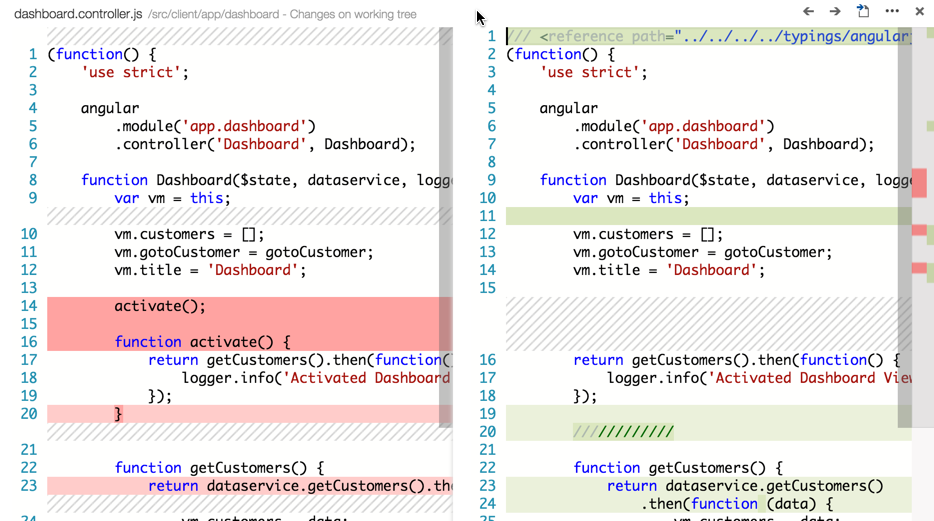 dashboard.controller.js /src/client/app/dashboard - Changes on working tree
1 (function() {
2 'use strict';
3
4 angular
5 .module('app.dashboard')
6 .controller('Dashboard', Dashboard);
7
8 function Dashboard($state, dataservice, logg
9 var vm = this;
10 vm.customers = [];
11 vm.gotoCustomer = gotoCustomer;
12 vm.title = 'Dashboard';
13
14 activate();
15
16 function activate() {
17 return getCustomers().then(function()
18 logger.info('Activated Dashboard
19 });
20 }
21
22 function getCustomers() {
23 return dataservice.getCustomers().the
24 vm.customers = data;
1 /// <reference path="../../../../typings/angular
2 (function() {
3 'use strict';
4
5 angular
6 .module('app.dashboard')
7 .controller('Dashboard', Dashboard);
8
9 function Dashboard($state, dataservice, logge
10 var vm = this;
11
12 vm.customers = [];
13 vm.gotoCustomer = gotoCustomer;
14 vm.title = 'Dashboard';
15
16 return getCustomers().then(function() {
17 logger.info('Activated Dashboard View
18 });
19
20 ////////////
21
22 function getCustomers() {
23 return dataservice.getCustomers()
24 .then(function (data) {
25 vm.customers = data;